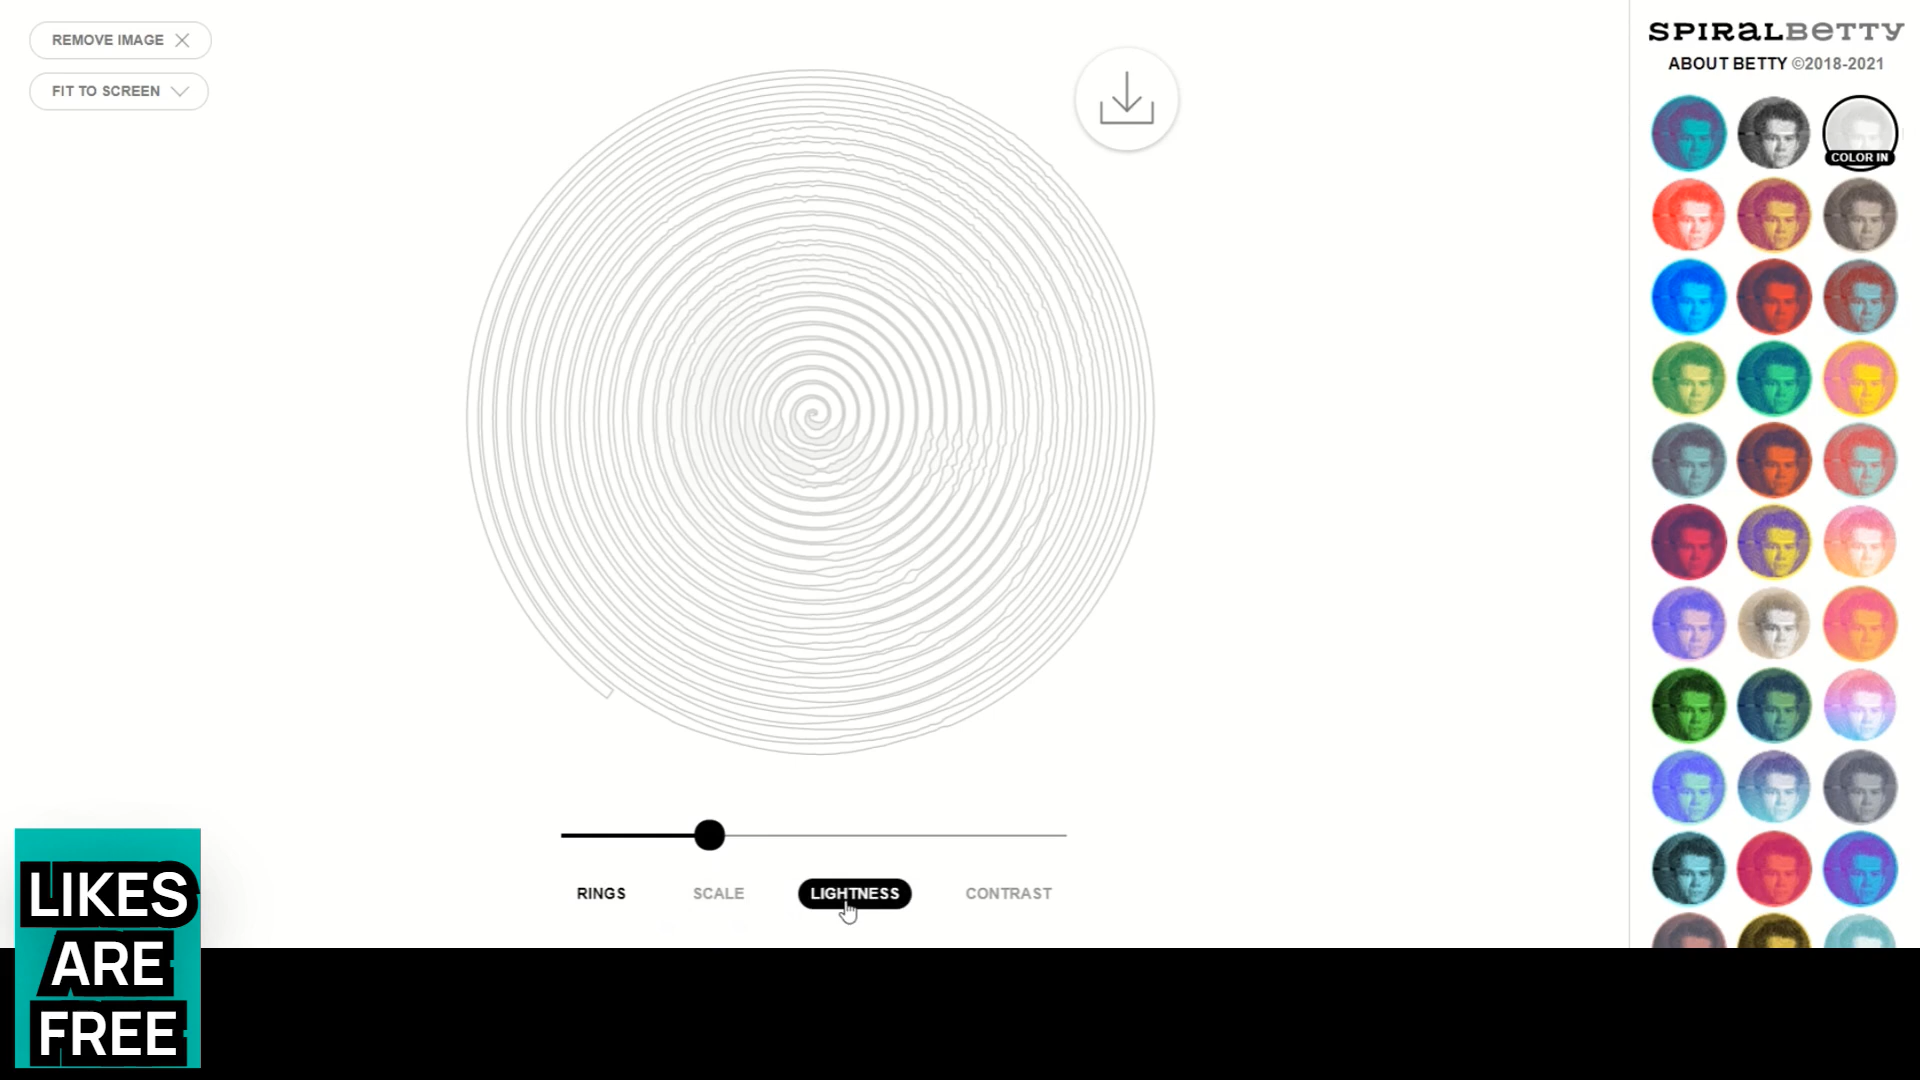 REMOVE IMAGE
FIT TO SCREEN
SPIRALBETTY
ABOUT BETTY ©2018-2021
COLOR IN
RINGS
SCALE
LIGHTNESS
CONTRAST
LIKES
ARE
FREE